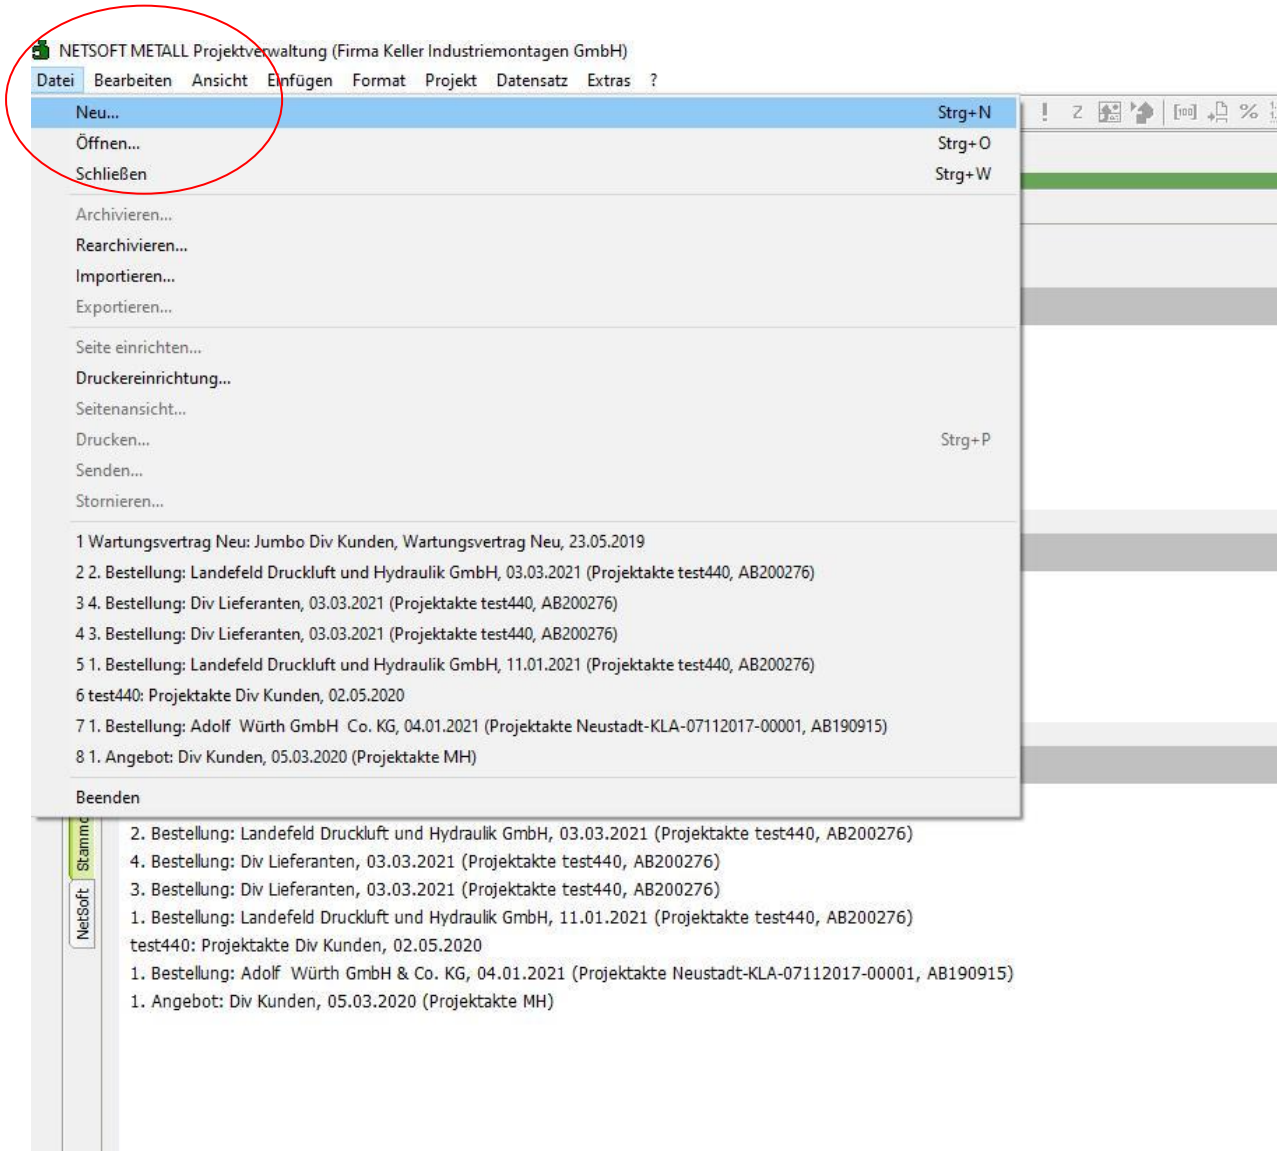 NETSOFT METALL Projektverwaltung (Firma Keller Industriemontagen GmbH)
Datei Bearbeiten Ansicht Einfügen Format Projekt Datensatz Extras ?
Neu... Strg+N
! Z [100] %
Öffnen... Strg+O
Schließen Strg+W
Archivieren...
Rearchivieren...
Importieren...
Exportieren...
Seite einrichten...
Druckereinrichtung...
Seitenansicht...
Drucken... Strg+P
Senden...
Stornieren...
1 Wartungsvertrag Neu: Jumbo Div Kunden, Wartungsvertrag Neu, 23.05.2019
2 2. Bestellung: Landefeld Druckluft und Hydraulik GmbH, 03.03.2021 (Projektakte test440, AB200276)
3 4. Bestellung: Div Lieferanten, 03.03.2021 (Projektakte test440, AB200276)
4 3. Bestellung: Div Lieferanten, 03.03.2021 (Projektakte test440, AB200276)
5 1. Bestellung: Landefeld Druckluft und Hydraulik GmbH, 11.01.2021 (Projektakte test440, AB200276)
6 test440: Projektakte Div Kunden, 02.05.2020
7 1. Bestellung: Adolf Würth GmbH Co. KG, 04.01.2021 (Projektakte Neustadt-KLA-07112017-00001, AB190915)
8 1. Angebot: Div Kunden, 05.03.2020 (Projektakte MH)
Beenden
2. Bestellung: Landefeld Druckluft und Hydraulik GmbH, 03.03.2021 (Projektakte test440, AB200276)
4. Bestellung: Div Lieferanten, 03.03.2021 (Projektakte test440, AB200276)
3. Bestellung: Div Lieferanten, 03.03.2021 (Projektakte test440, AB200276)
1. Bestellung: Landefeld Druckluft und Hydraulik GmbH, 11.01.2021 (Projektakte test440, AB200276)
test440: Projektakte Div Kunden, 02.05.2020
1. Bestellung: Adolf Würth GmbH & Co. KG, 04.01.2021 (Projektakte Neustadt-KLA-07112017-00001, AB190915)
1. Angebot: Div Kunden, 05.03.2020 (Projektakte MH)
NetSoft